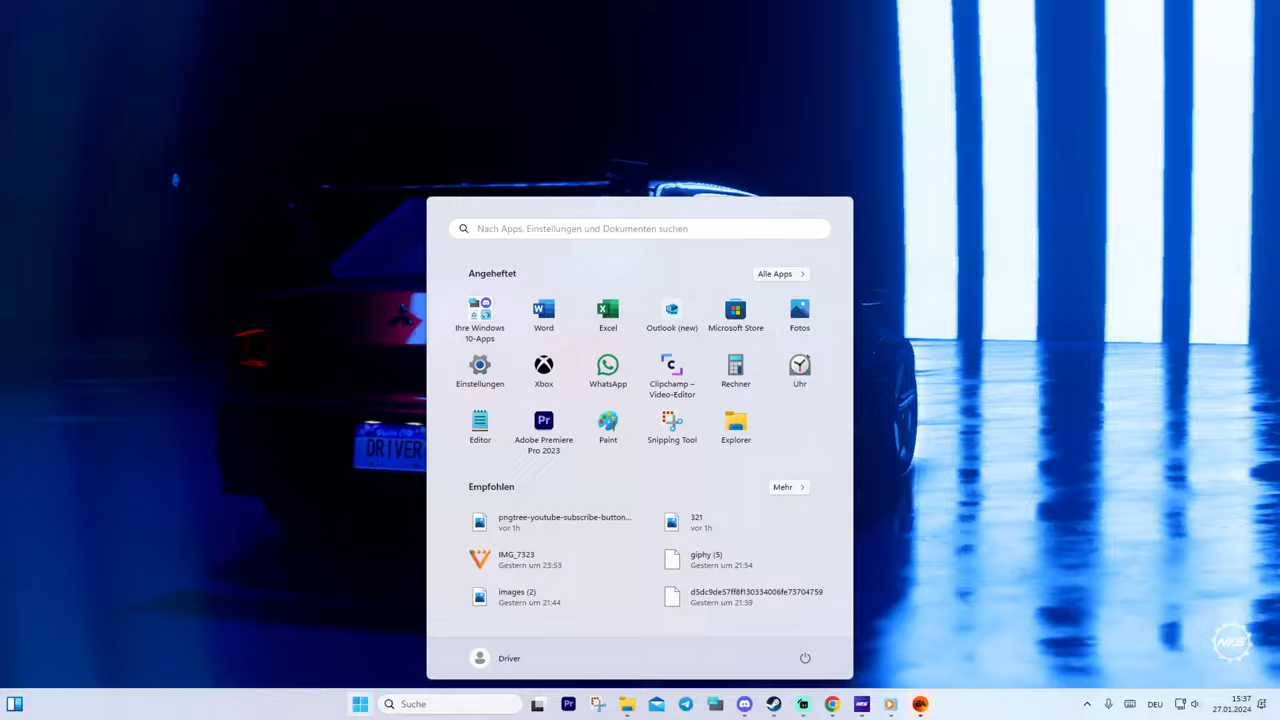 Nach Apps, Einstellungen und Dokumenten suchen
Angeheftet
Alle Apps
Ihre Windows 10-Apps
Word
Excel
Outlook (new)
Microsoft Store
Fotos
Einstellungen
Xbox
WhatsApp
Clipchamp – Video-Editor
Rechner
Uhr
Editor
Adobe Premiere Pro 2023
Paint
Snipping Tool
Explorer
DRIVER
Empfohlen
Mehr
pngtree-youtube-subscribe-button...
vor 1h
321
vor 1h
IMG_7323
Gestern um 23:53
giphy (5)
Gestern um 21:54
images (2)
Gestern um 21:44
d5dc9de57ff8f130334006fe73704759
Gestern um 21:39
NFS
Driver
Suche
DEU
15:37
27.01.2024